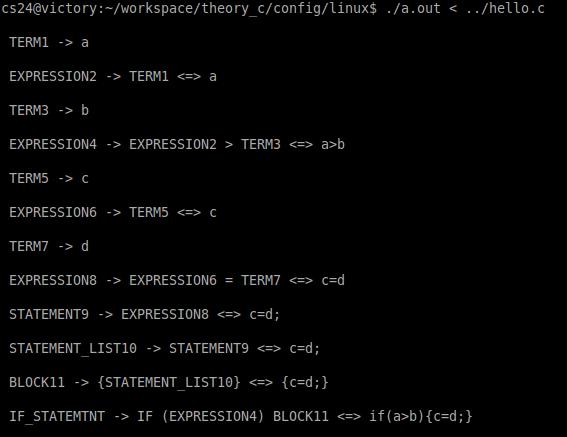 cs24@victory:~/workspace/theory_c/config/linux$ ./a.out < ../hello.c
TERM1 -> a
EXPRESSION2 -> TERM1 <=> a
TERM3 -> b
EXPRESSION4 -> EXPRESSION2 > TERM3 <=> a>b
TERM5 -> c
EXPRESSION6 -> TERM5 <=> c
TERM7 -> d
EXPRESSION8 -> EXPRESSION6 = TERM7 <=> c=d
STATEMENT9 -> EXPRESSION8 <=> c=d;
STATEMENT_LIST10 -> STATEMENT9 <=> c=d;
BLOCK11 -> {STATEMENT_LIST10} <=> {c=d;}
IF_STATEMTNT -> IF (EXPRESSION4) BLOCK11 <=> if(a>b){c=d;}